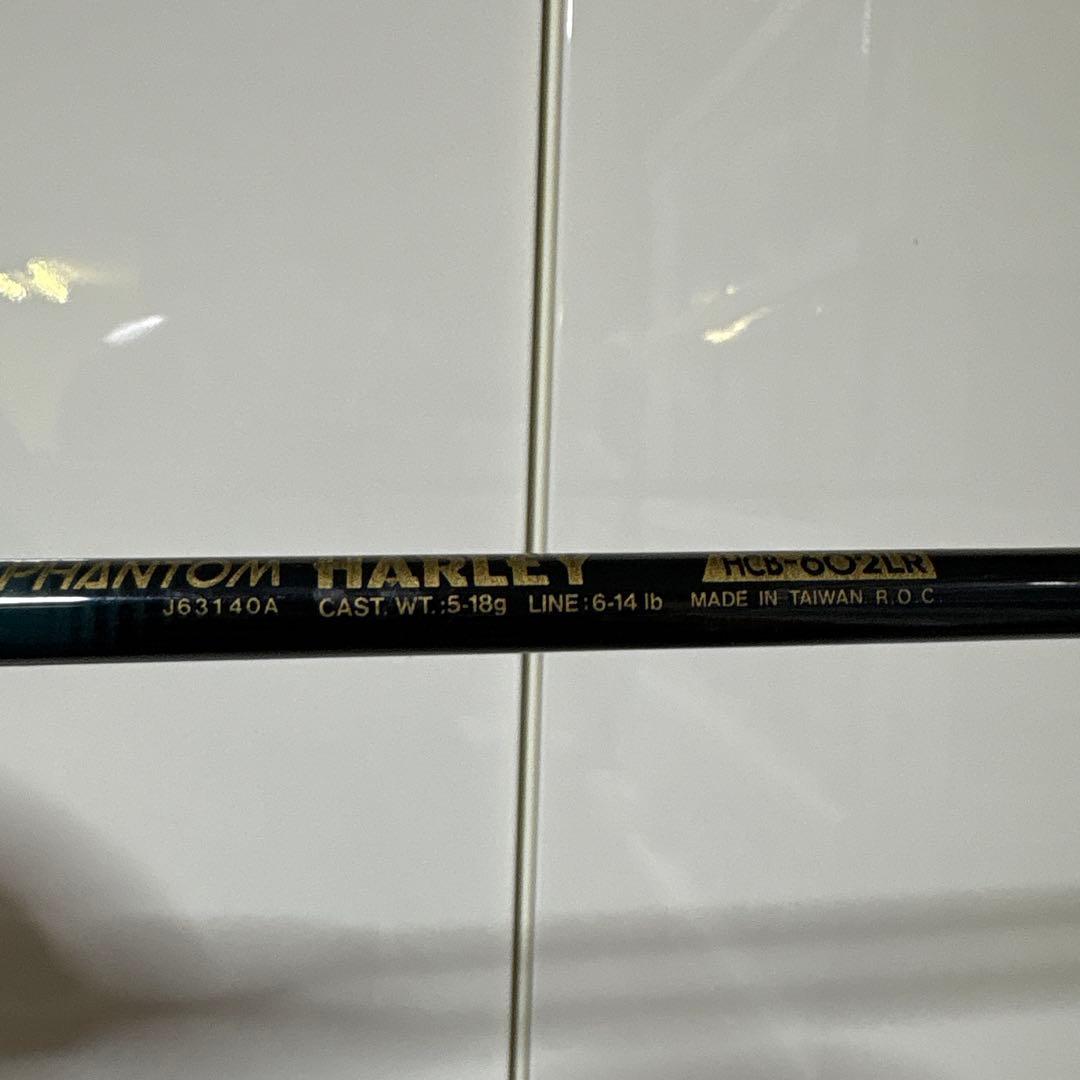 PHANTOM HARLEY HCB-602LR
J63140A CAST. WT.:5-18g LINE:6-14 lb MADE IN TAIWAN R.O.C.